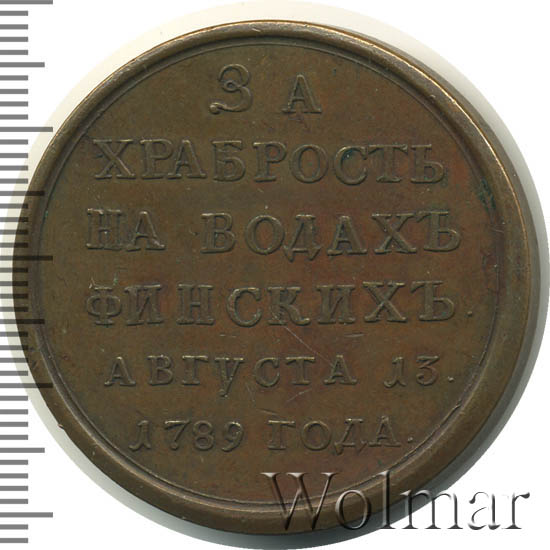 ЗА
ХРАБРОСТЬ
НА ВОДАХЪ
ФИНСКИХЪ.
АВГУСТА 13.
1789 ГОДА.
Wolmar